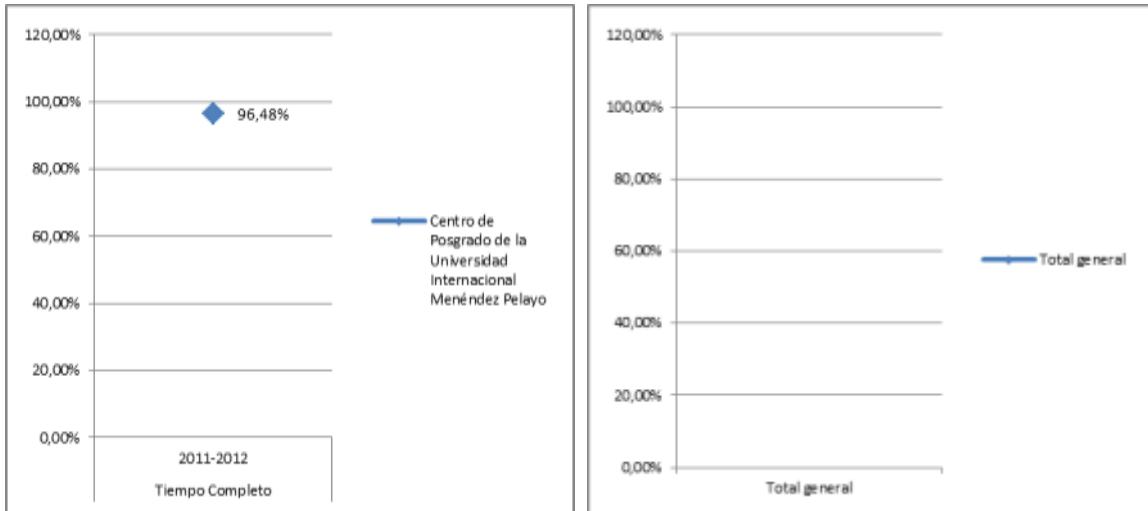 120,00%
100,00%
96,48%
80,00%
60,00%
40,00%
20,00%
0,00%
2011-2012
Tiempo Completo
Centro de
Posgrado de la
Universidad
Internacional
Menéndez Pelayo
120,00%
100,00%
80,00%
60,00%
40,00%
20,00%
0,00%
Total general
Total general